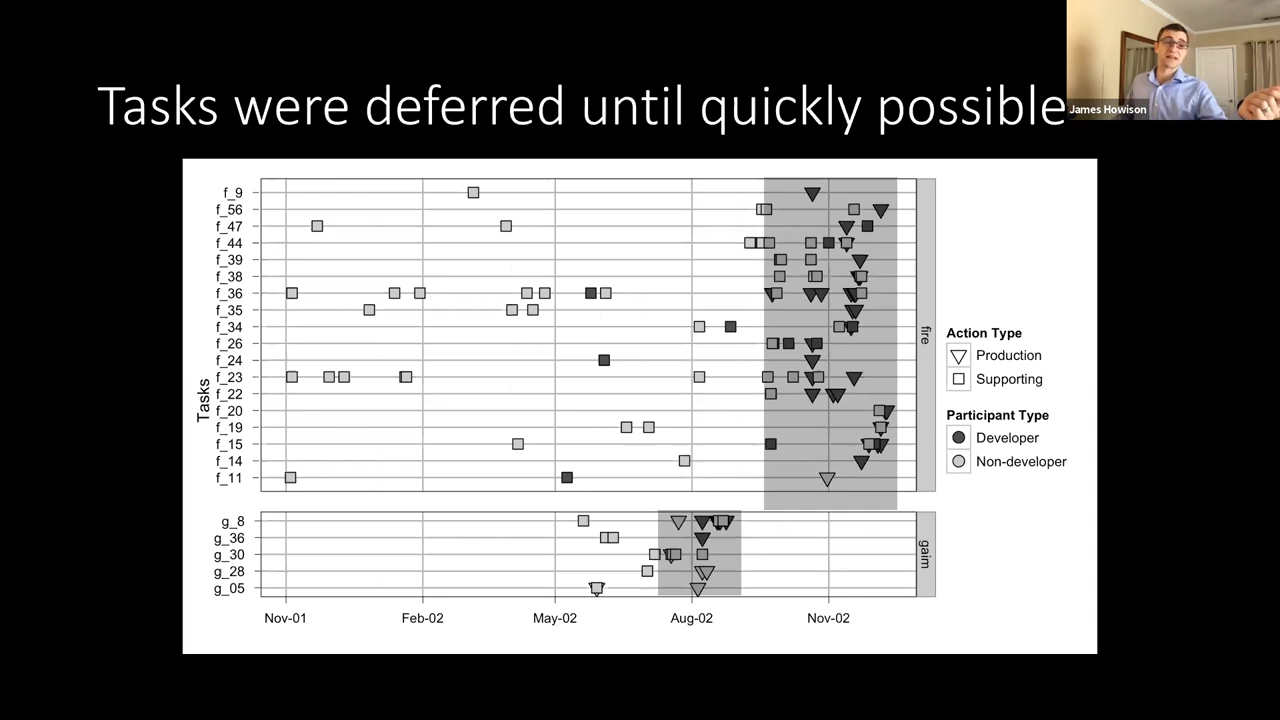 Tasks were deferred until quickly possible
James Howison
Tasks
f_9
f_56
f_47
f_44
f_39
f_38
f_36
f_35
f_34
f_26
f_24
f_23
f_22
f_20
f_19
f_15
f_14
f_11
fire
g_8
g_36
g_30
g_28
g_05
gaim
Nov-01 Feb-02 May-02 Aug-02 Nov-02
Action Type
Production
Supporting
Participant Type
Developer
Non-developer